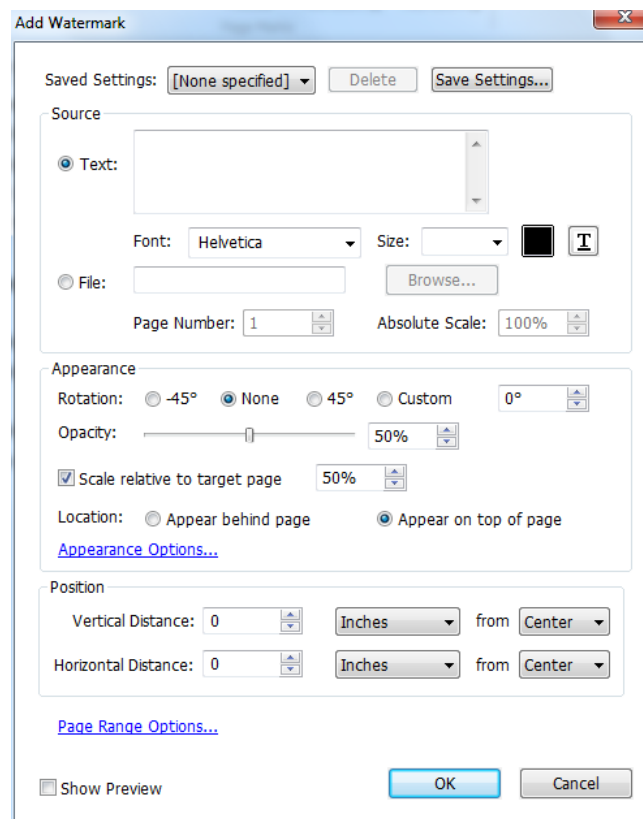 Add Watermark
Saved Settings: [None specified] Delete Save Settings...
Source
Text:
Font: Helvetica Size: T
File: Browse...
Page Number: 1 Absolute Scale: 100%
Appearance
Rotation: -45° None 45° Custom 0°
Opacity: 50%
Scale relative to target page 50%
Location: Appear behind page Appear on top of page
Appearance Options...
Position
Vertical Distance: 0 Inches from Center
Horizontal Distance: 0 Inches from Center
Page Range Options...
Show Preview OK Cancel